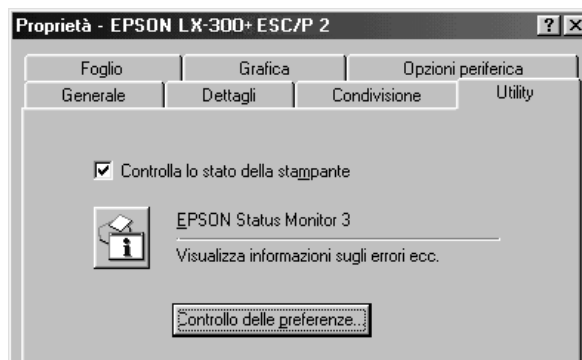 Proprietà - EPSON LX-300+ ESC/P 2
Foglio Grafica Opzioni periferica
Generale Dettagli Condivisione Utility
Controlla lo stato della stampante
EPSON Status Monitor 3
Visualizza informazioni sugli errori ecc.
Controllo delle preferenze...